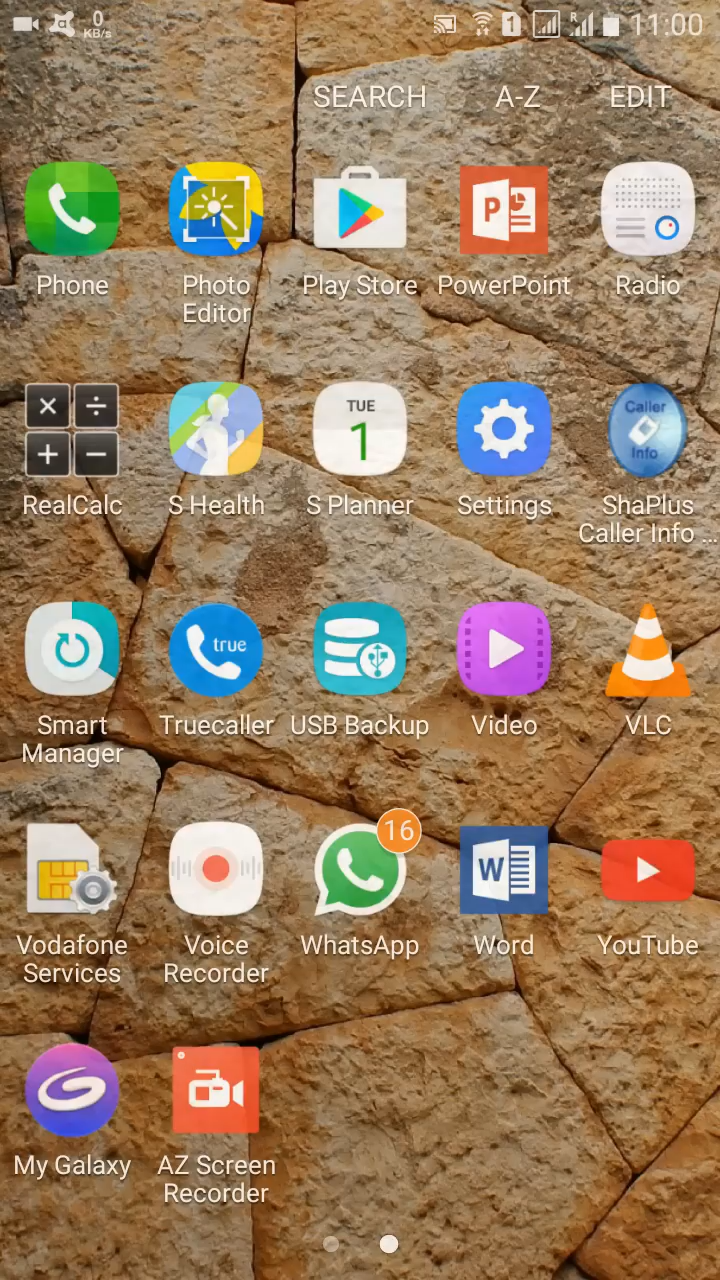 0
KB/s
1
R
11:00
SEARCH A-Z EDIT
P
Phone Photo Editor Play Store PowerPoint Radio
TUE
1
Caller
Info
RealCalc S Health S Planner Settings ShaPlus Caller Info ...
true
Smart Manager Truecaller USB Backup Video VLC
16
W
Vodafone Services Voice Recorder WhatsApp Word YouTube
My Galaxy AZ Screen Recorder